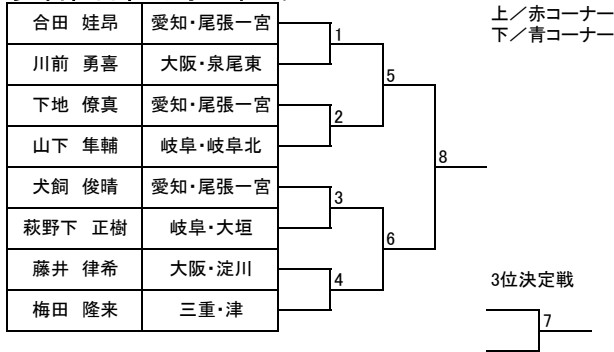 上／赤コーナー
下／青コーナー
合田 娃昂 愛知・尾張一宮
1
川前 勇喜 大阪・泉尾東
5
下地 僚真 愛知・尾張一宮
2
山下 隼輔 岐阜・岐阜北
8
犬飼 俊晴 愛知・尾張一宮
3
萩野下 正樹 岐阜・大垣
6
藤井 律希 大阪・淀川
4
3位決定戦
梅田 隆来 三重・津
7